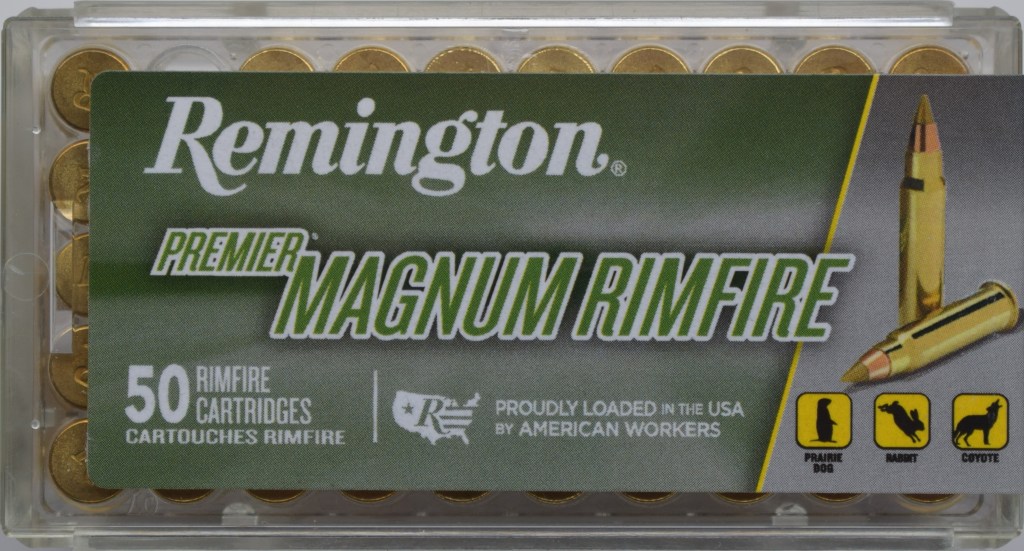 Remington®
PREMIER™
MAGNUM RIMFIRE
50 RIMFIRE
CARTRIDGES
CARTOUCHES RIMFIRE
R
PROUDLY LOADED IN THE USA
BY AMERICAN WORKERS
PRAIRIE
DOG
RABBIT
COYOTE